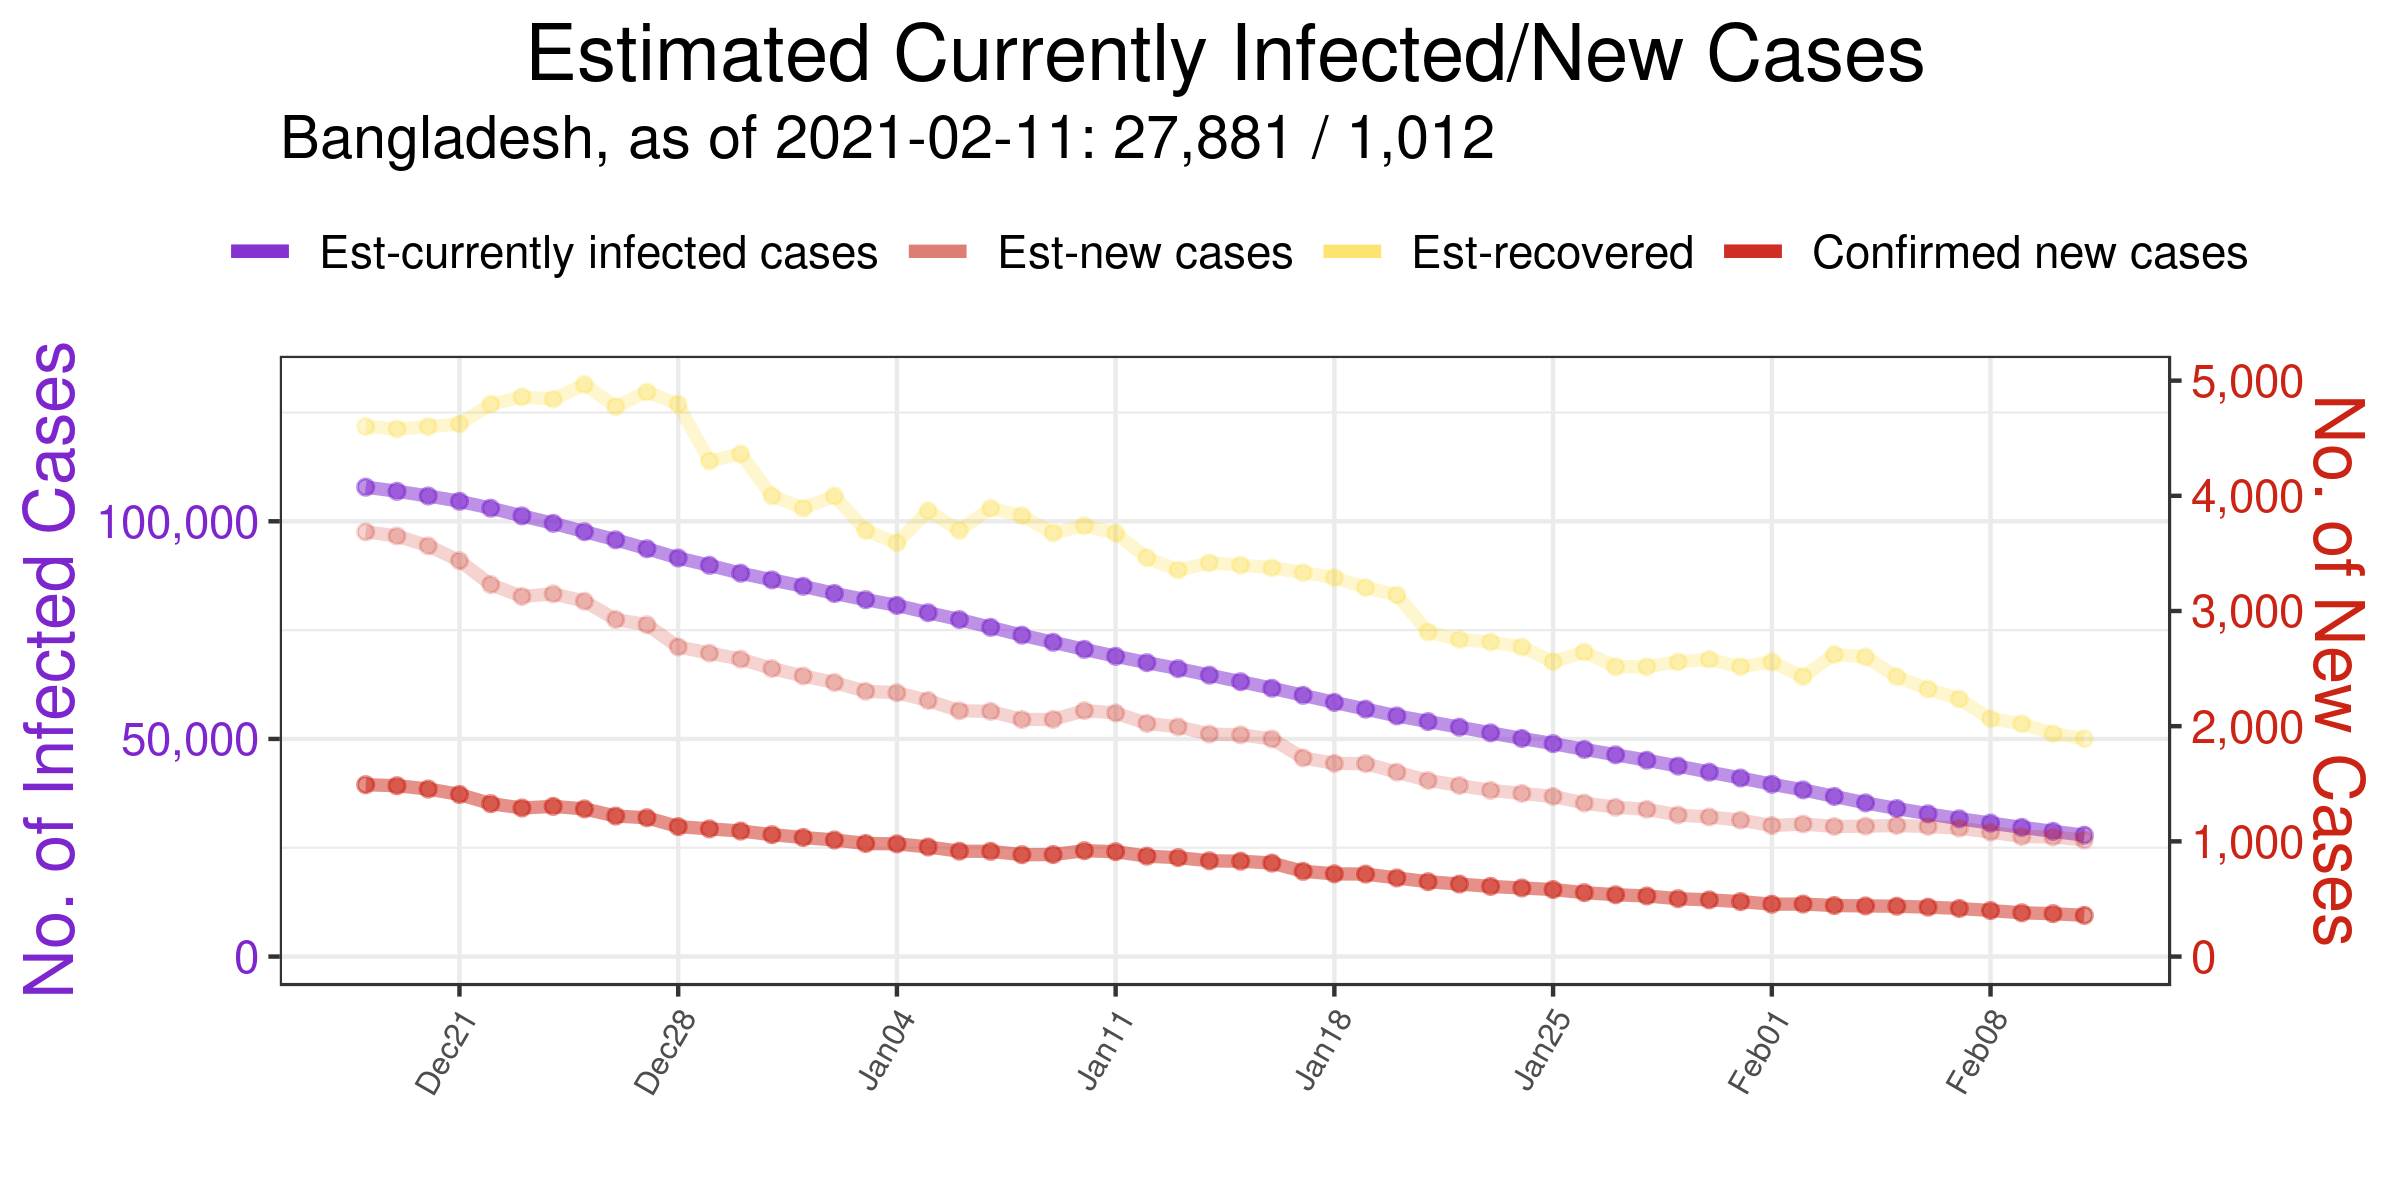 Estimated Currently Infected/New Cases
Bangladesh, as of 2021-02-11: 27,881 / 1,012
Est-currently infected cases Est-new cases Est-recovered Confirmed new cases
No. of Infected Cases
100,000
50,000
0
5,000
4,000
3,000
2,000
1,000
0
No. of New Cases
Dec21 Dec28 Jan04 Jan11 Jan18 Jan25 Feb01 Feb08